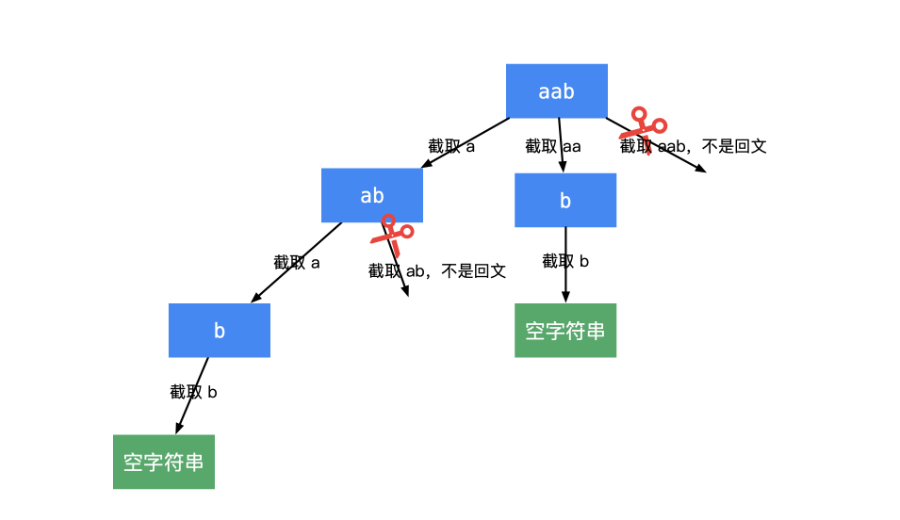 aab
截取 a
截取 aa
截取 aab，不是回文
ab
b
截取 a
截取 ab，不是回文
截取 b
b
空字符串
截取 b
空字符串